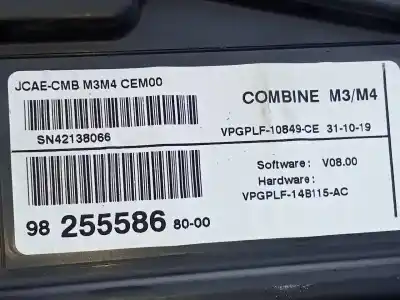 JCAE-CMB M3M4 CEM00
COMBINE M3/M4
SN42138066
VPGPLF-10849-CE 31-10-19
Software: V08.00
Hardware:
VPGPLF-14B115-AC
98 255586 80-00